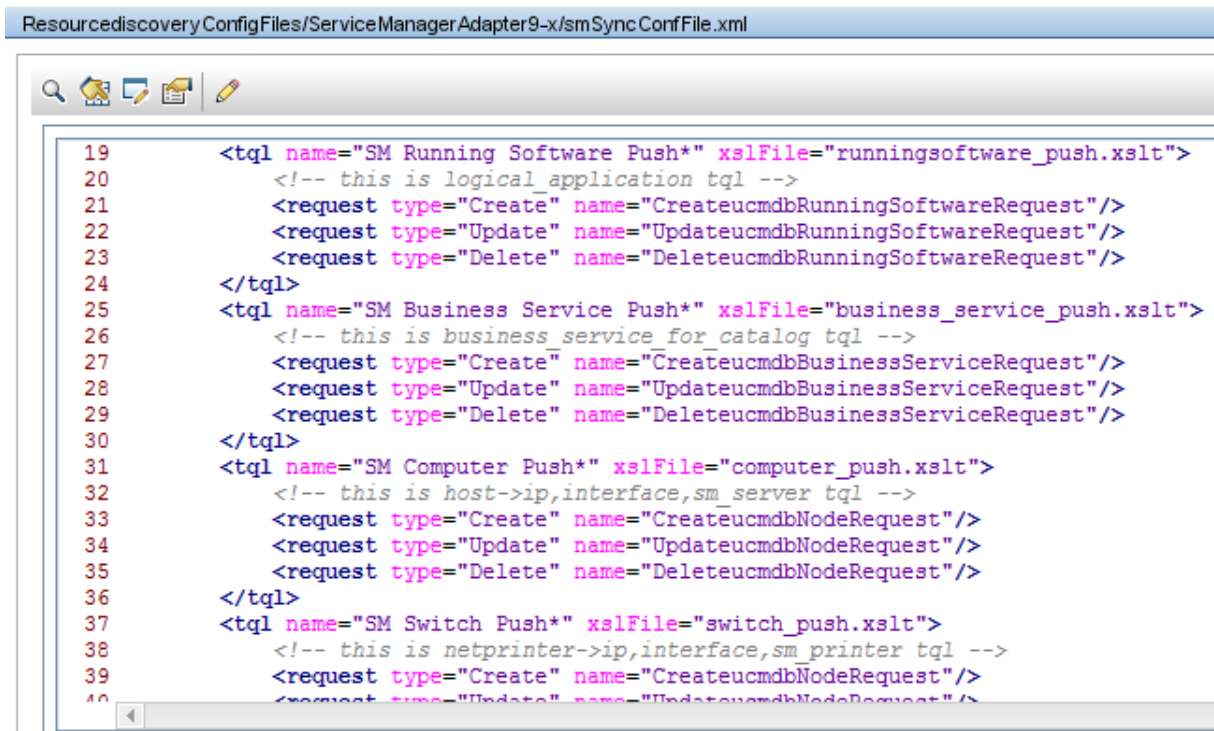 ResourcediscoveryConfigFiles/ServiceManagerAdapter9-x/smSyncConfFile.xml
19 <tql name="SM Running Software Push*" xslFile="runningsoftware_push.xslt">
20 <!-- this is logical_application tql -->
21 <request type="Create" name="CreateucmdbRunningSoftwareRequest"/>
22 <request type="Update" name="UpdateucmdbRunningSoftwareRequest"/>
23 <request type="Delete" name="DeleteucmdbRunningSoftwareRequest"/>
24 </tql>
25 <tql name="SM Business Service Push*" xslFile="business_service_push.xslt">
26 <!-- this is business_service_for_catalog tql -->
27 <request type="Create" name="CreateucmdbBusinessServiceRequest"/>
28 <request type="Update" name="UpdateucmdbBusinessServiceRequest"/>
29 <request type="Delete" name="DeleteucmdbBusinessServiceRequest"/>
30 </tql>
31 <tql name="SM Computer Push*" xslFile="computer_push.xslt">
32 <!-- this is host->ip,interface,sm_server tql -->
33 <request type="Create" name="CreateucmdbNodeRequest"/>
34 <request type="Update" name="UpdateucmdbNodeRequest"/>
35 <request type="Delete" name="DeleteucmdbNodeRequest"/>
36 </tql>
37 <tql name="SM Switch Push*" xslFile="switch_push.xslt">
38 <!-- this is netprinter->ip,interface,sm_printer tql -->
39 <request type="Create" name="CreateucmdbNodeRequest"/>
40 <request type="Update" name="UpdateucmdbNodeRequest"/>